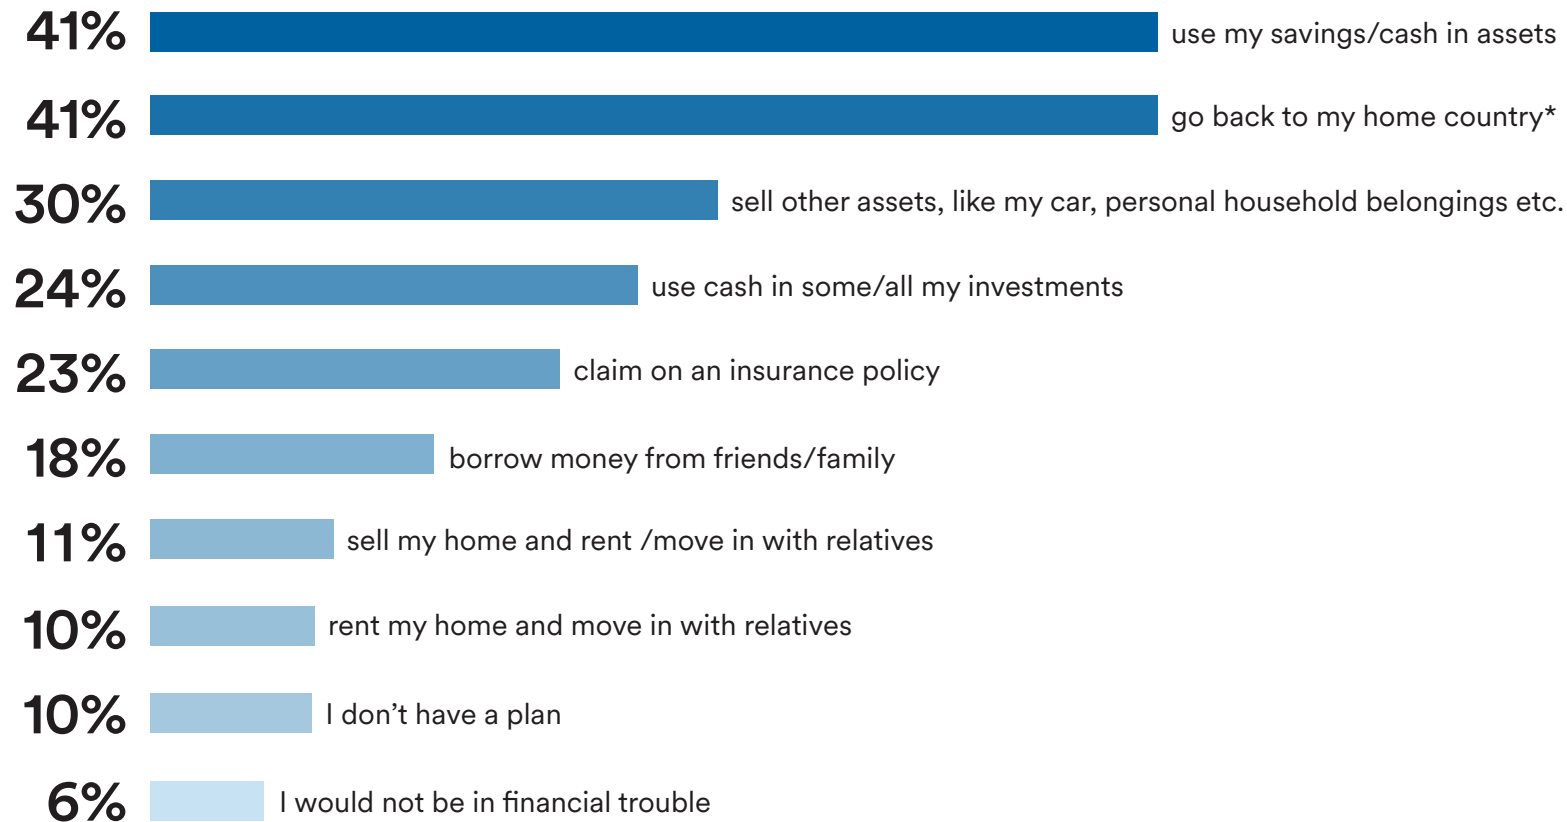 41% use my savings/cash in assets
41% go back to my home country*
30% sell other assets, like my car, personal household belongings etc.
24% use cash in some/all my investments
23% claim on an insurance policy
18% borrow money from friends/family
11% sell my home and rent /move in with relatives
10% rent my home and move in with relatives
10% I don’t have a plan
6% I would not be in financial trouble